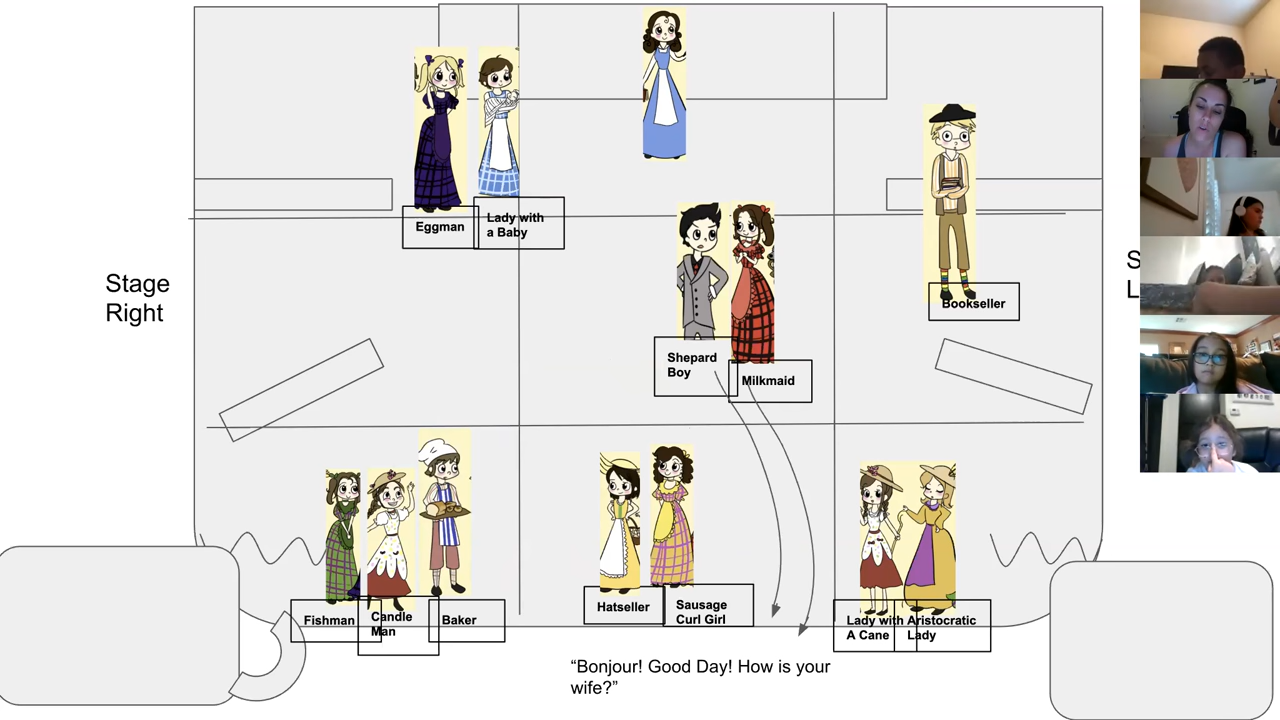 Eggman
Lady with
a Baby
Stage
Right
S
L
Bookseller
Shepard
Boy
Milkmaid
Fishman
Candle
Man
Baker
Hatseller
Sausage
Curl Girl
Lady with
A Cane
Aristocratic
Lady
“Bonjour! Good Day! How is your
wife?”